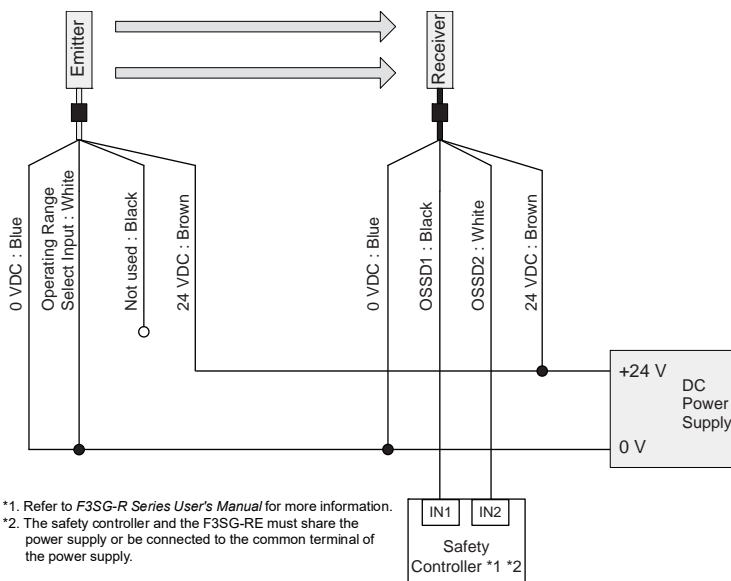 Emitter
Receiver
0 VDC : Blue
Operating Range
Select Input : White
Not used : Black
24 VDC : Brown
0 VDC : Blue
OSSD1 : Black
OSSD2 : White
24 VDC : Brown
+24 V
DC
Power
Supply
0 V
IN1
IN2
Safety
Controller *1 *2
*1. Refer to F3SG-R Series User's Manual for more information.
*2. The safety controller and the F3SG-RE must share the
power supply or be connected to the common terminal of
the power supply.